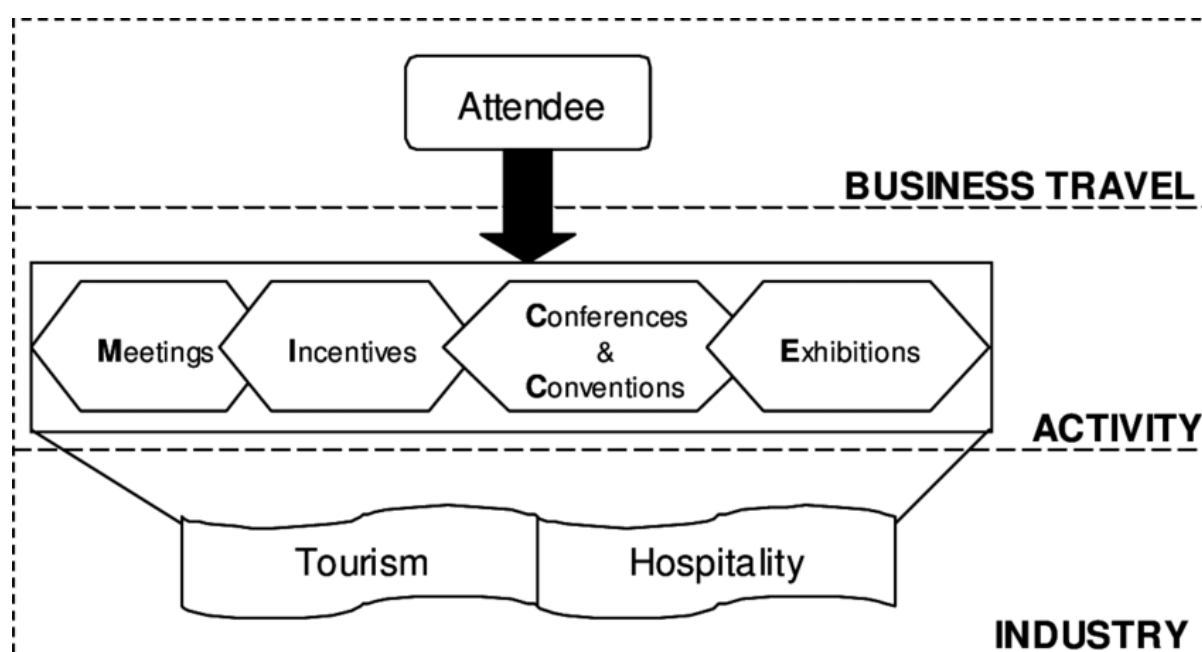 Attendee
BUSINESS TRAVEL
Meetings
Incentives
Conferences
&
Conventions
Exhibitions
ACTIVITY
Tourism
Hospitality
INDUSTRY